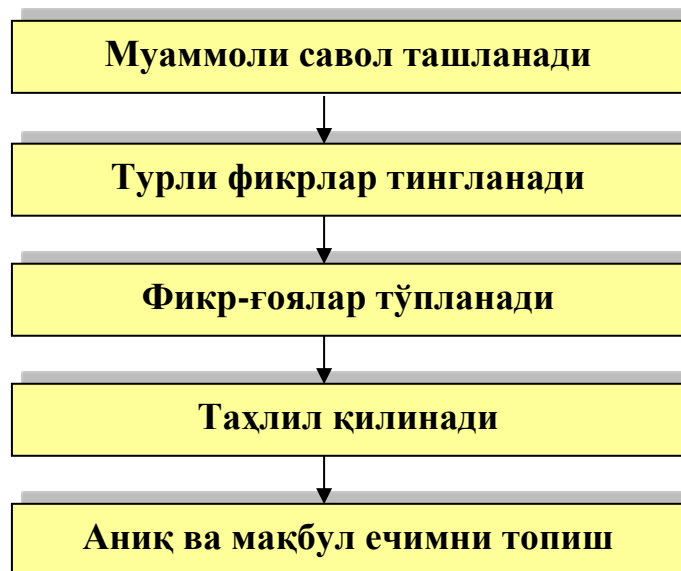 Муаммоли савол ташланади
Турли фикрлар тингланади
Фикр-ғоялар тўпланади
Таҳлил қилинади
Аниқ ва мақбул ечимни топиш